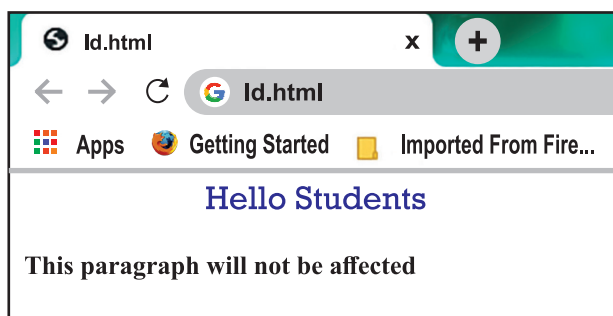 Id.html x +
Id.html
Apps Getting Started Imported From Fire...
Hello Students
This paragraph will not be affected